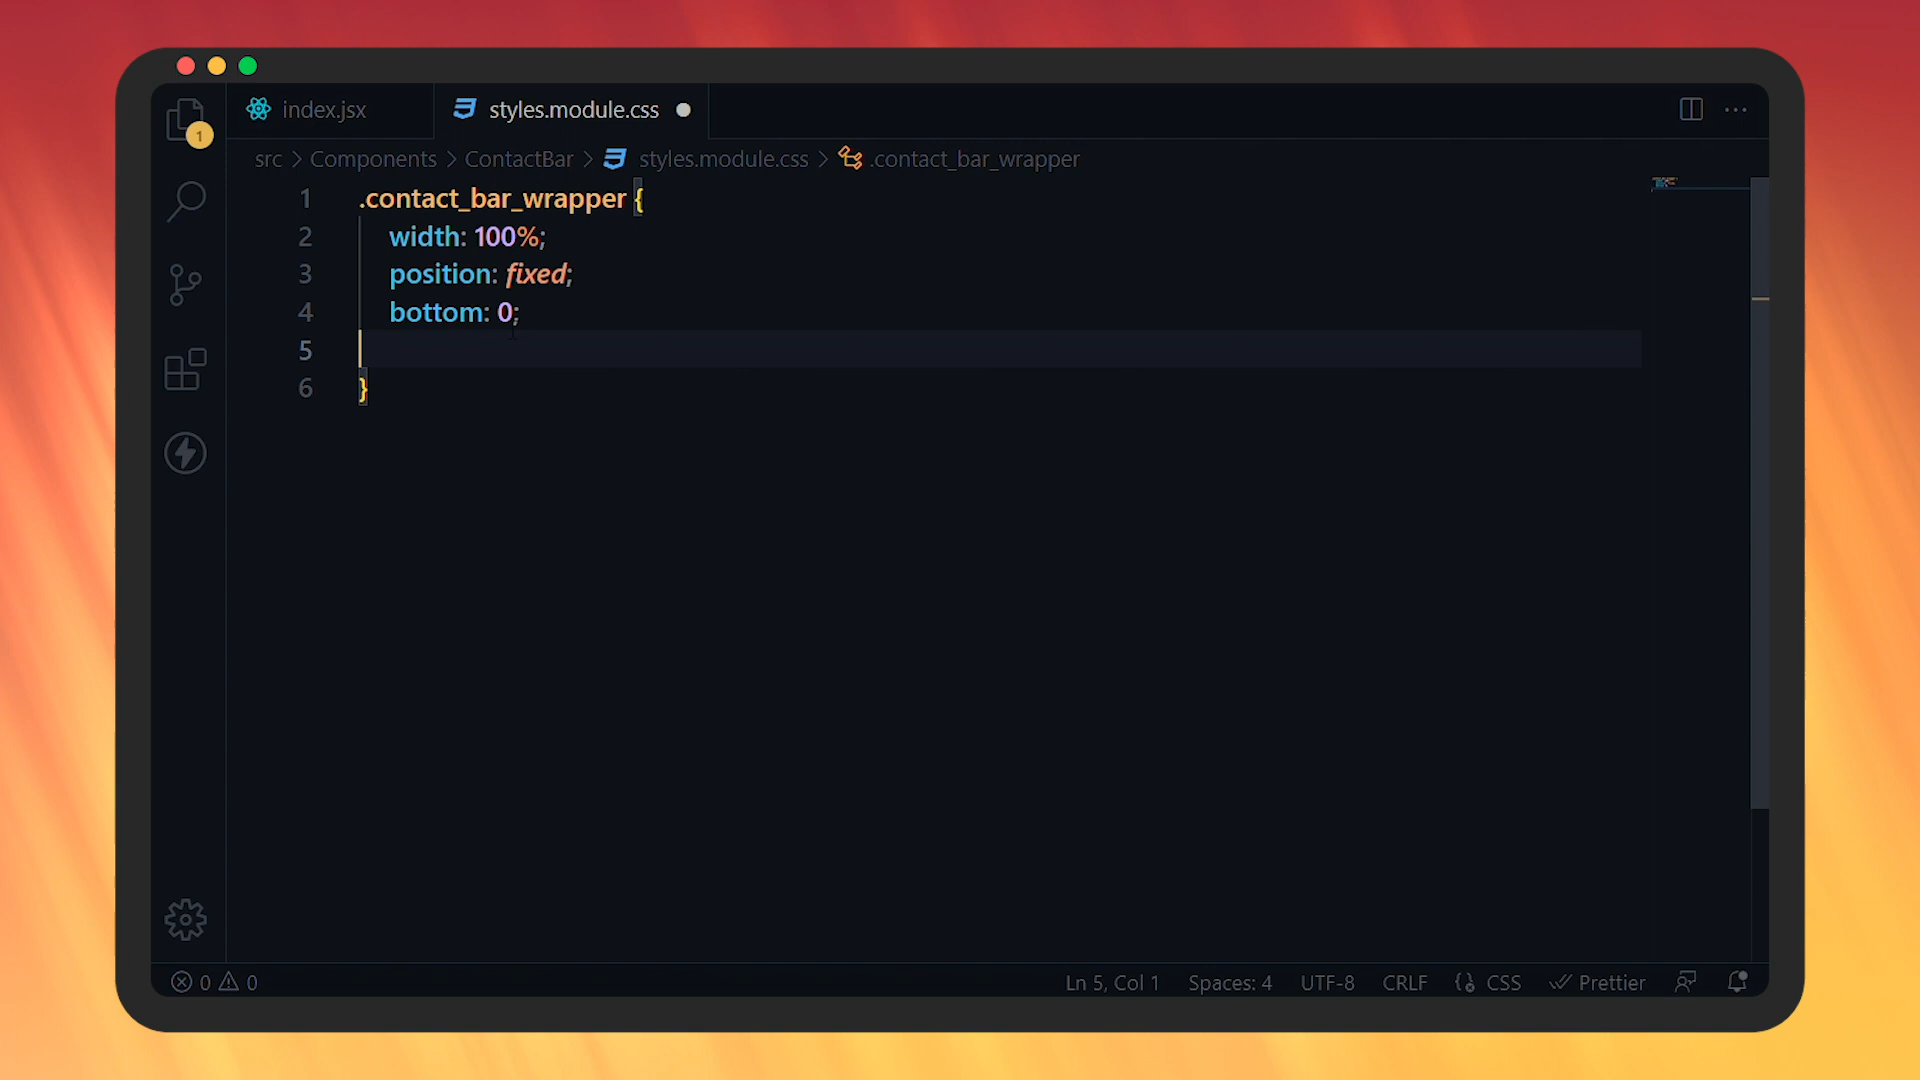 index.jsx
styles.module.css
1
src > Components > ContactBar > styles.module.css > .contact_bar_wrapper
1 .contact_bar_wrapper {
2 width: 100%;
3 position: fixed;
4 bottom: 0;
5
6 }
0 0
Ln 5, Col 1
Spaces: 4
UTF-8
CRLF
CSS
Prettier